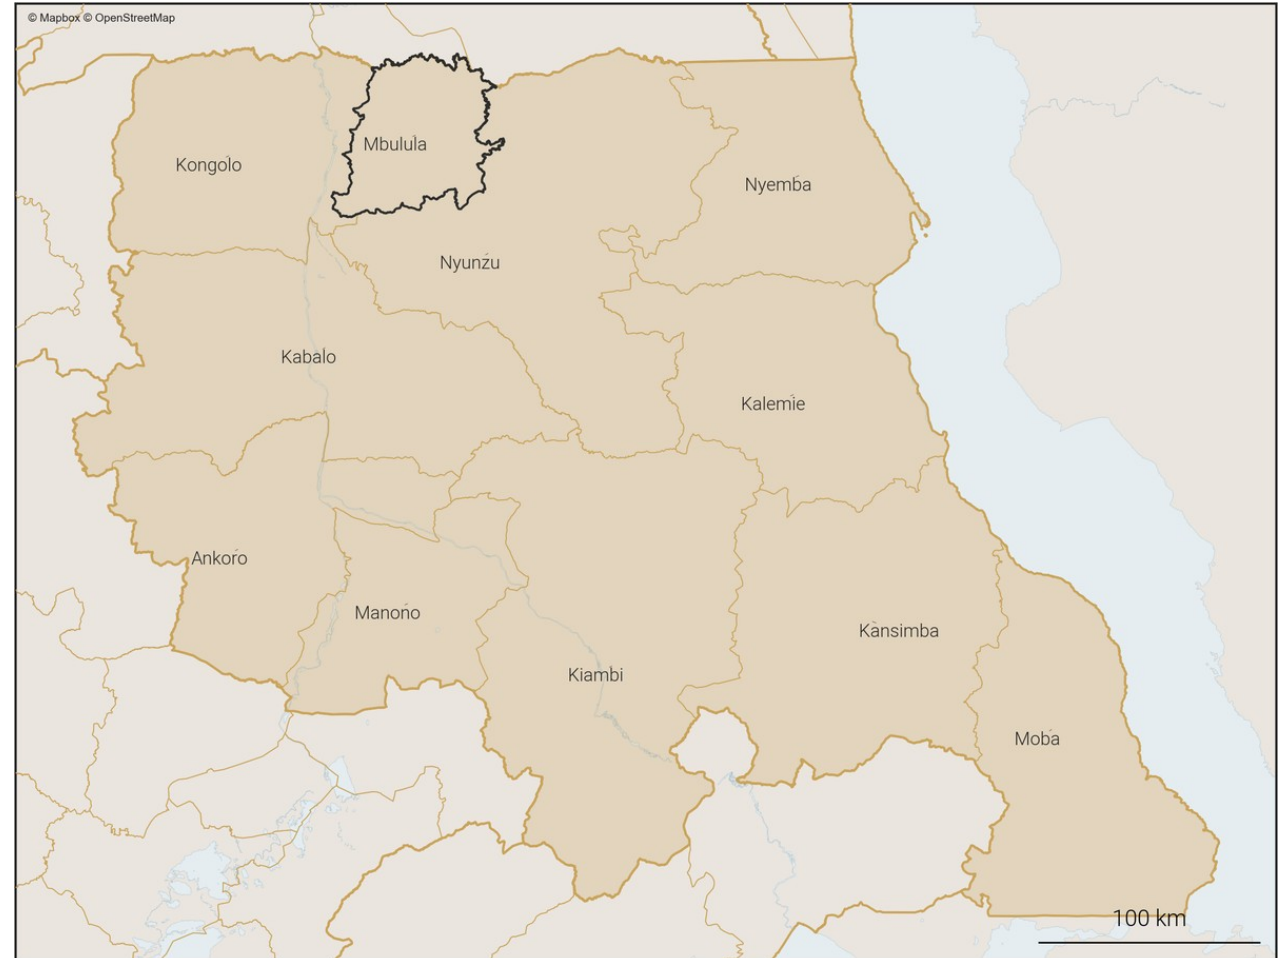 © Mapbox © OpenStreetMap
Mbulula
Kongolo
Nyemba
Nyunzu
Kabalo
Kalemie
Ankoro
Manono
Kansimba
Kiambi
Moba
100 km